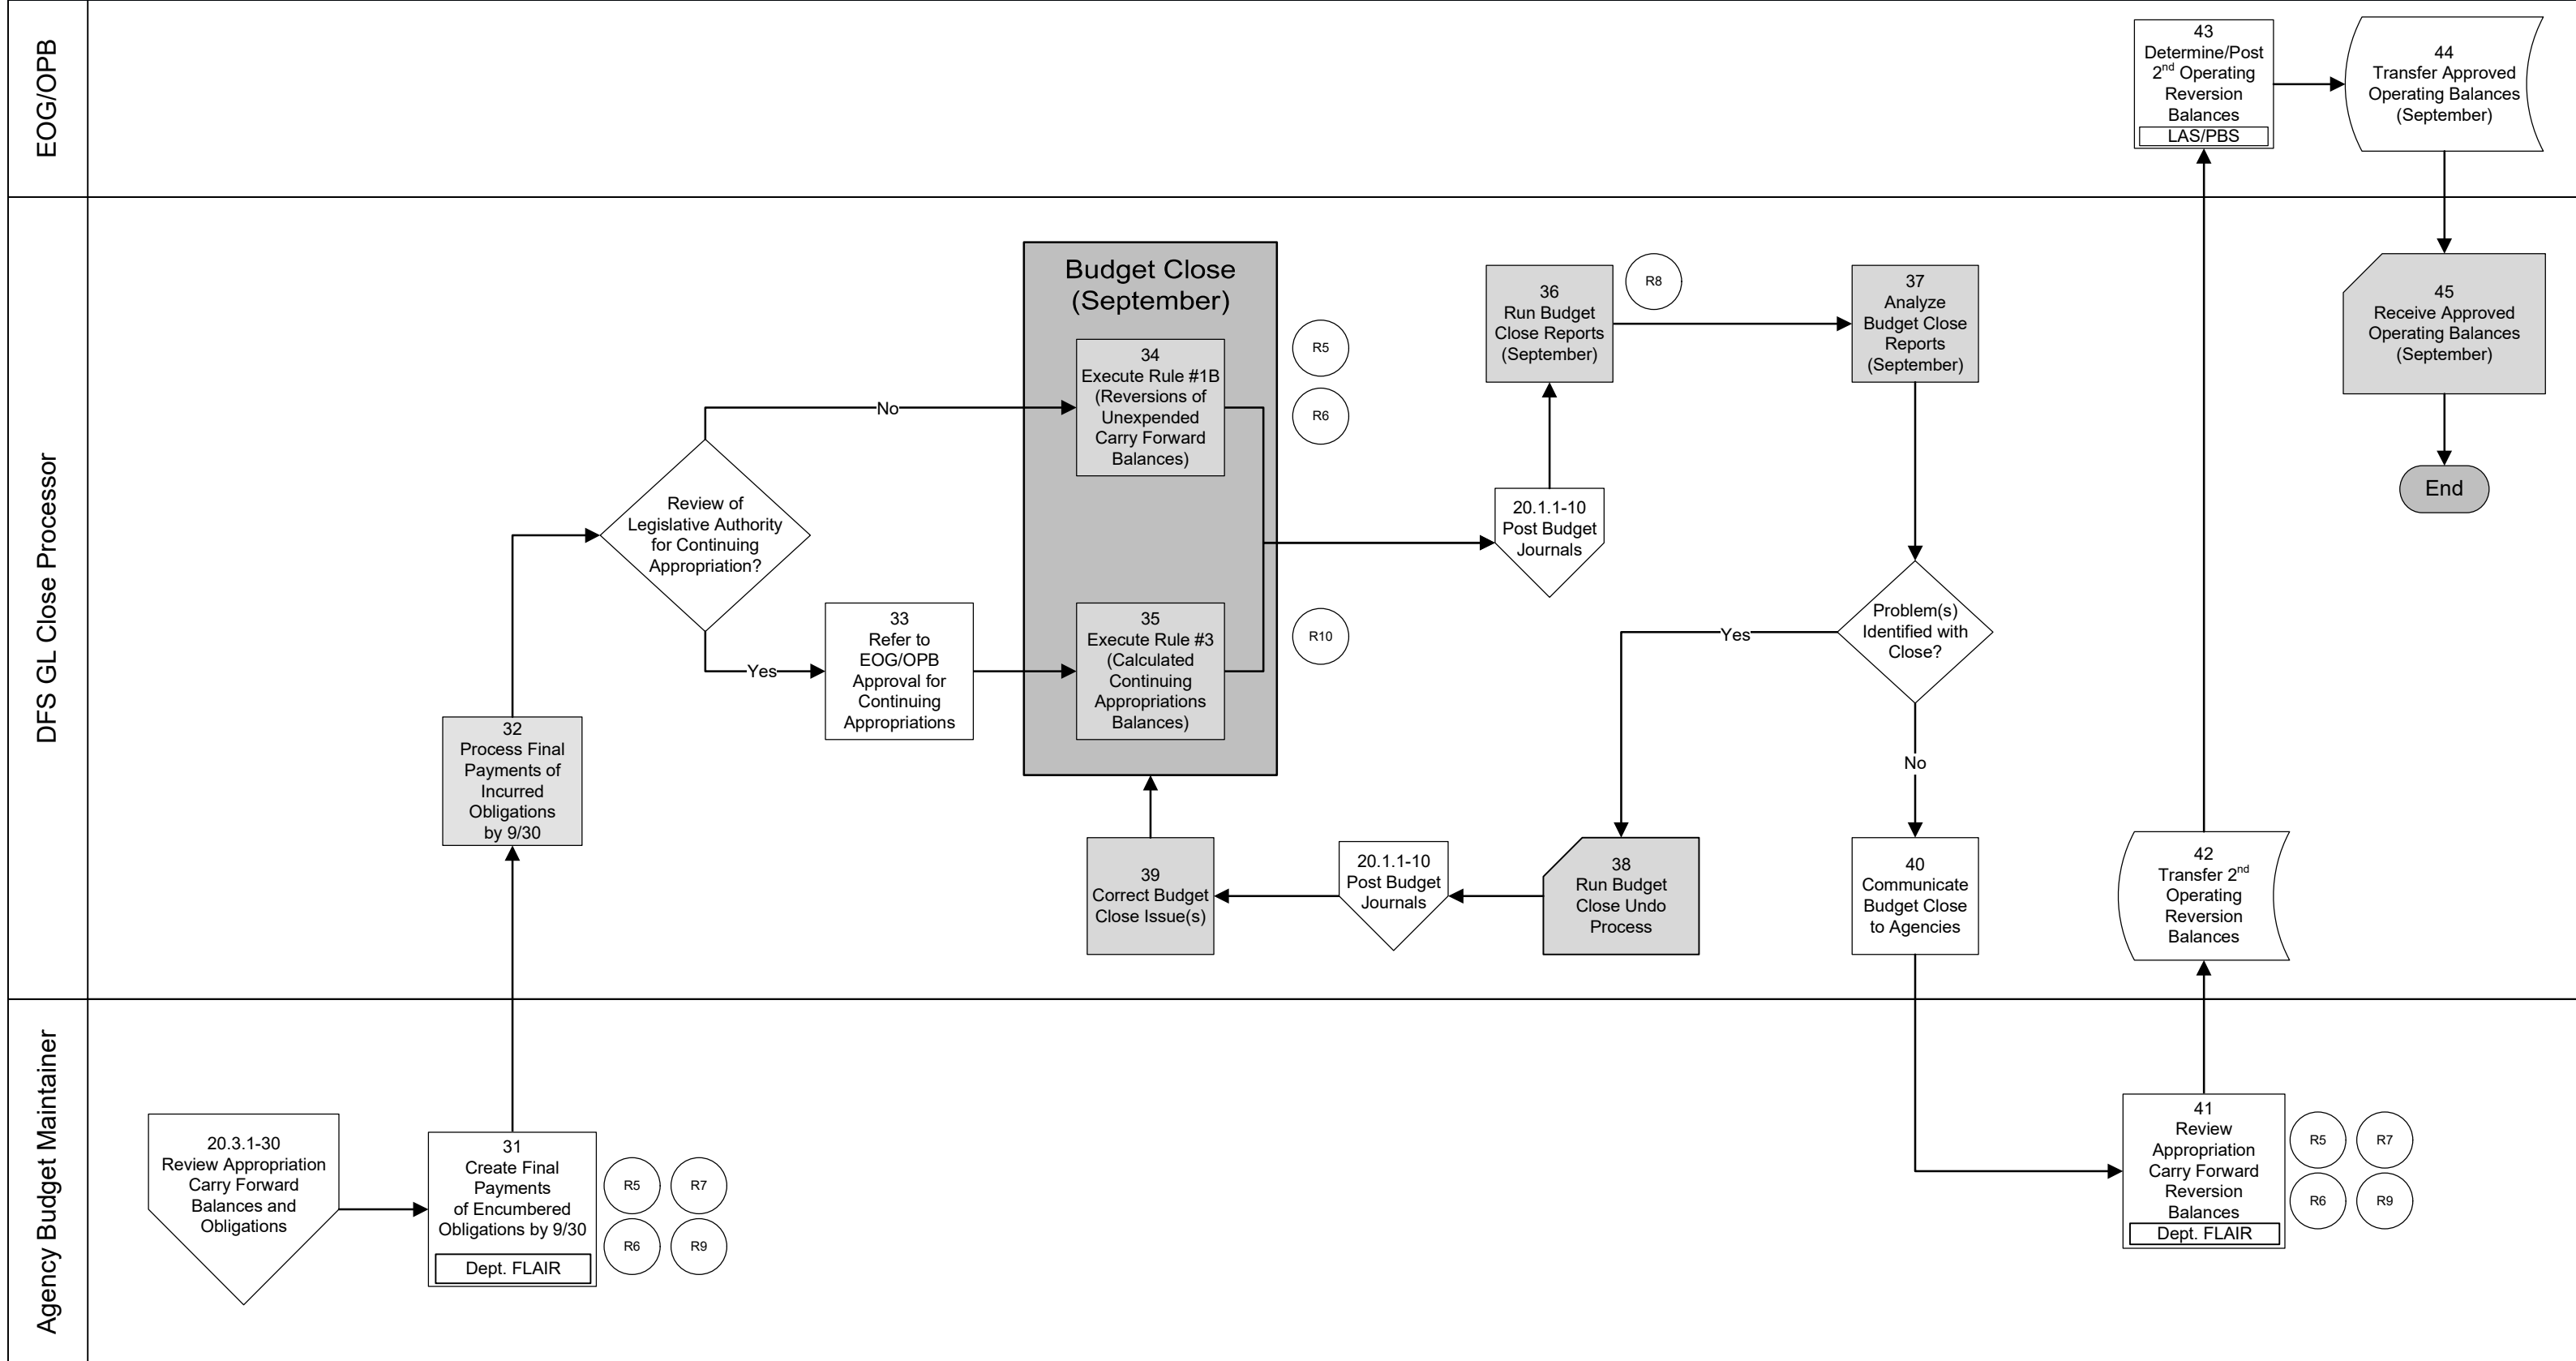 EOG/OPB
43
Determine/Post
2nd Operating
Reversion
Balances
LAS/PBS
44
Transfer Approved
Operating Balances
(September)
DFS GL Close Processor
Budget Close
(September)
34
Execute Rule #1B
(Reversions of
Unexpended
Carry Forward
Balances)
R5
R6
36
Run Budget
Close Reports
(September)
R8
37
Analyze
Budget Close
Reports
(September)
45
Receive Approved
Operating Balances
(September)
End
No
Review of
Legislative Authority
for Continuing
Appropriation?
Yes
33
Refer to
EOG/OPB
Approval for
Continuing
Appropriations
35
Execute Rule #3
(Calculated
Continuing
Appropriations
Balances)
R10
20.1.1-10
Post Budget
Journals
Problem(s)
Identified with
Close?
Yes
No
32
Process Final
Payments of
Incurred
Obligations
by 9/30
39
Correct Budget
Close Issue(s)
20.1.1-10
Post Budget
Journals
38
Run Budget
Close Undo
Process
40
Communicate
Budget Close
to Agencies
42
Transfer 2nd
Operating
Reversion
Balances
Agency Budget Maintainer
20.3.1-30
Review Appropriation
Carry Forward
Balances and
Obligations
31
Create Final
Payments
of Encumbered
Obligations by 9/30
Dept. FLAIR
R5
R7
R6
R9
41
Review
Appropriation
Carry Forward
Reversion
Balances
Dept. FLAIR
R5
R7
R6
R9